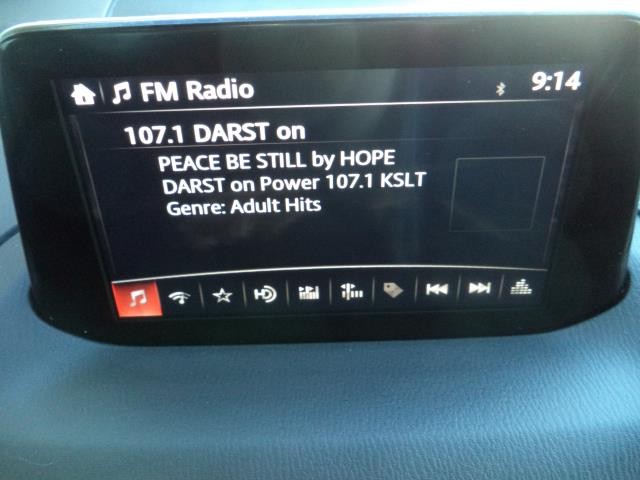 FM Radio
9:14
107.1 DARST on
PEACE BE STILL by HOPE
DARST on Power 107.1 KSLT
Genre: Adult Hits
HD